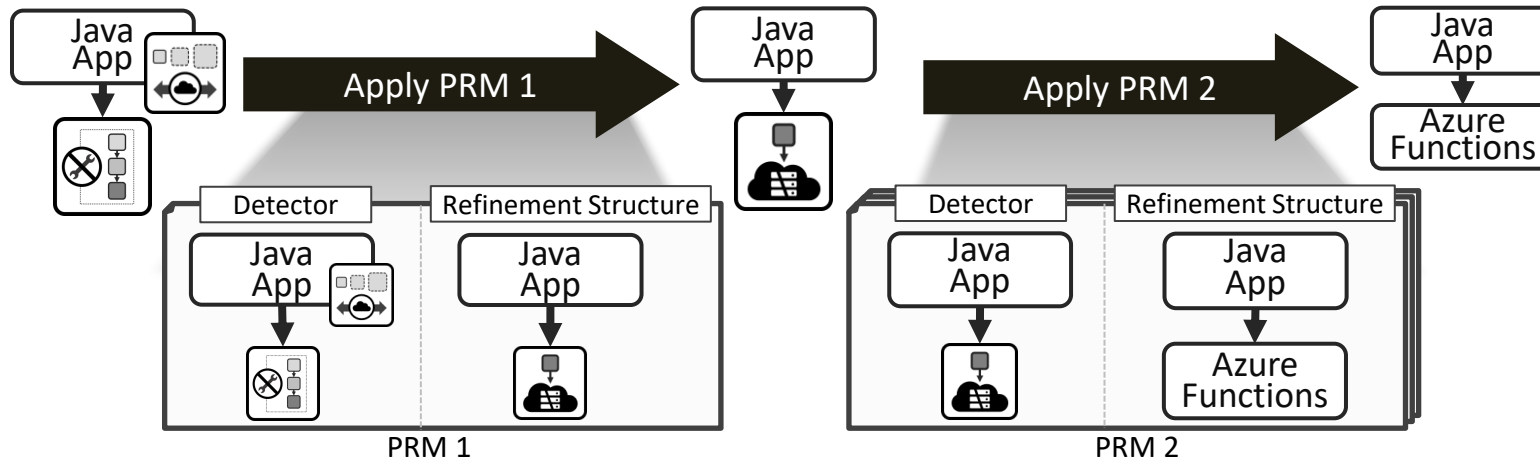 Java
App
Apply PRM 1
Java
App
Apply PRM 2
Java
App
Azure
Functions
Detector
Refinement Structure
Java
App
Java
App
PRM 1
Detector
Refinement Structure
Java
App
Java
App
Azure
Functions
PRM 2